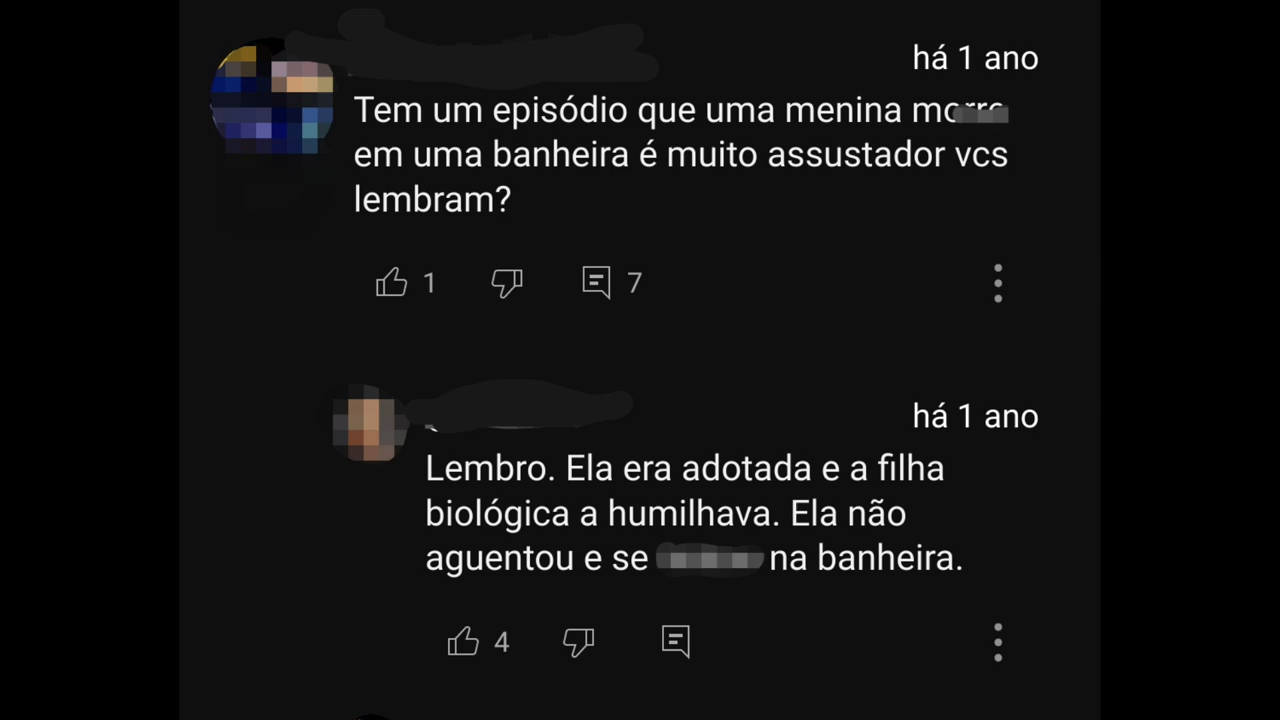 há 1 ano
Tem um episódio que uma menina
em uma banheira é muito assustador vcs
lembram?
1
7
há 1 ano
Lembro. Ela era adotada e a filha
biológica a humilhava. Ela não
aguentou e se na banheira.
4